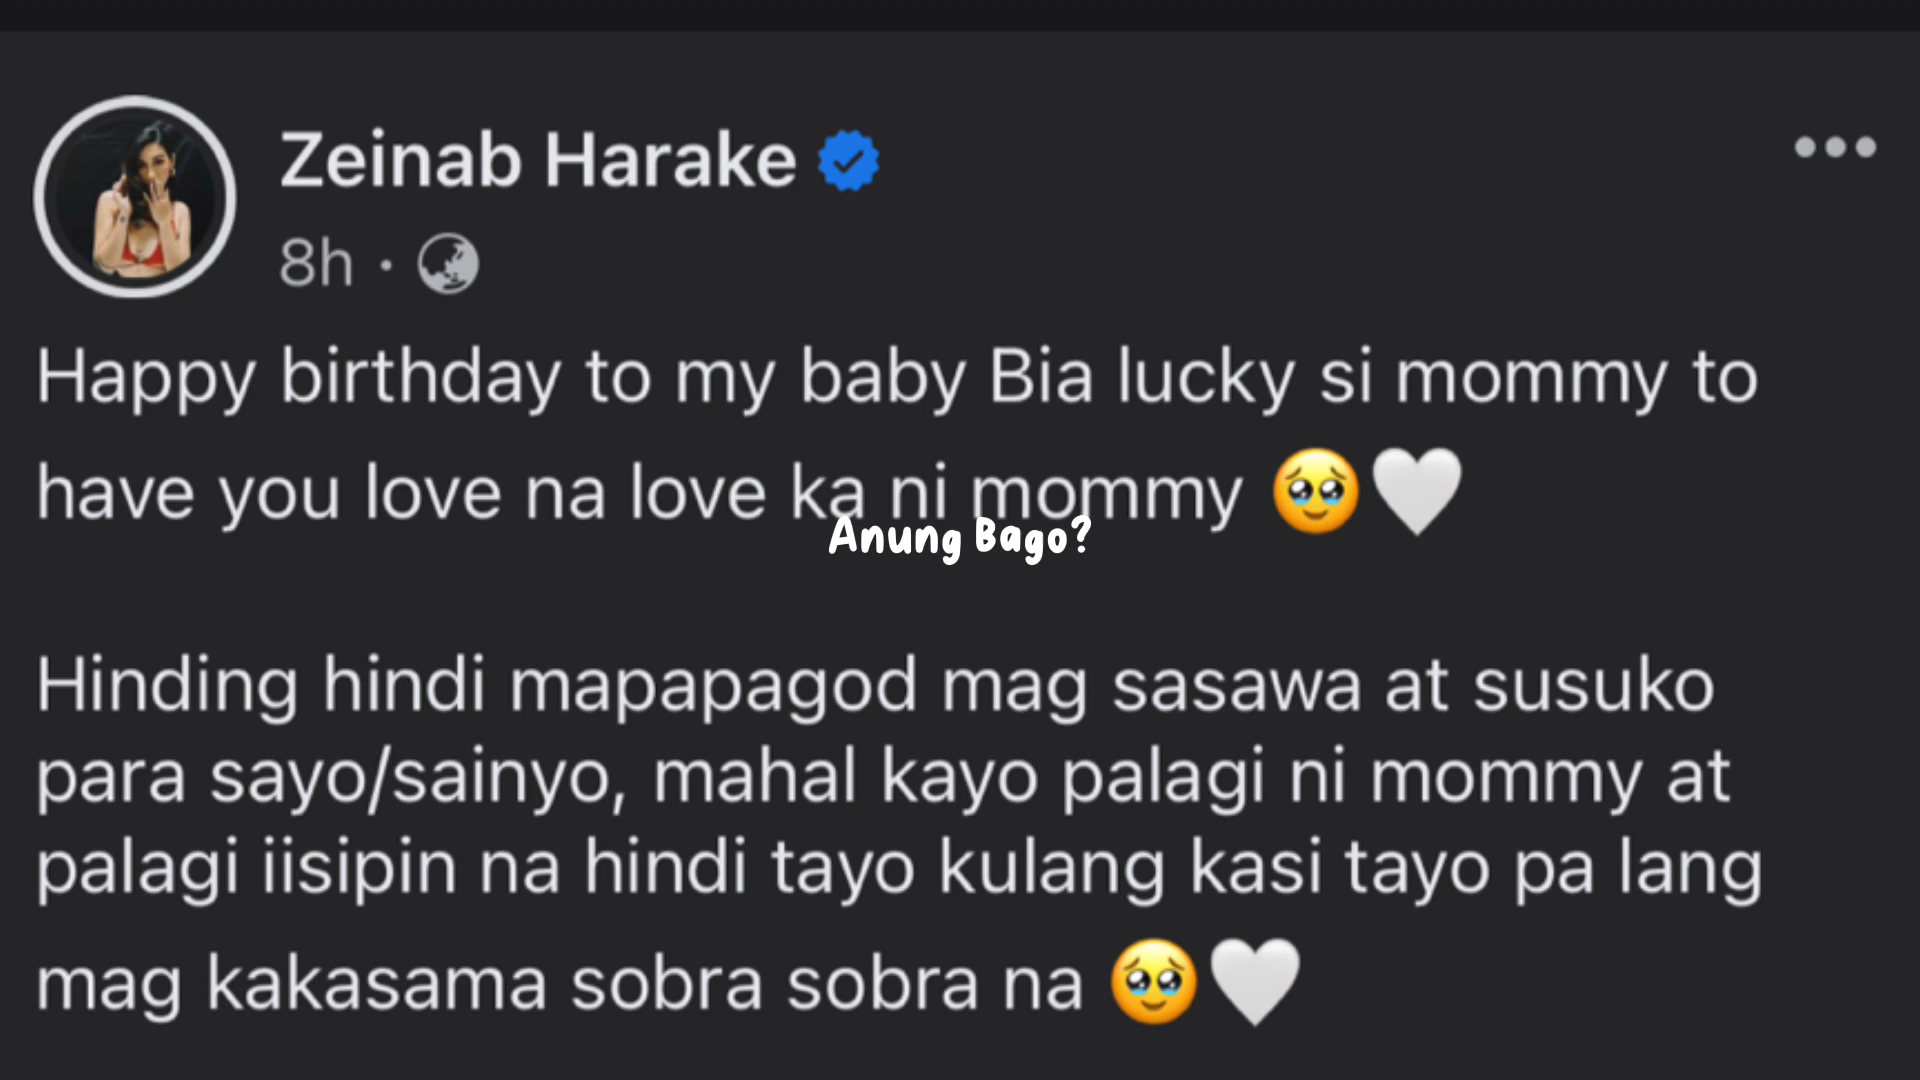 Zeinab Harake
8h ·
Happy birthday to my baby Bia lucky si mommy to
have you love na love ka ni mommy 🥹🤍
Anung Bago?
Hinding hindi mapapagod mag sasawa at susuko
para sayo/sainyo, mahal kayo palagi ni mommy at
palagi iisipin na hindi tayo kulang kasi tayo pa lang
mag kakasama sobra sobra na 🥹🤍